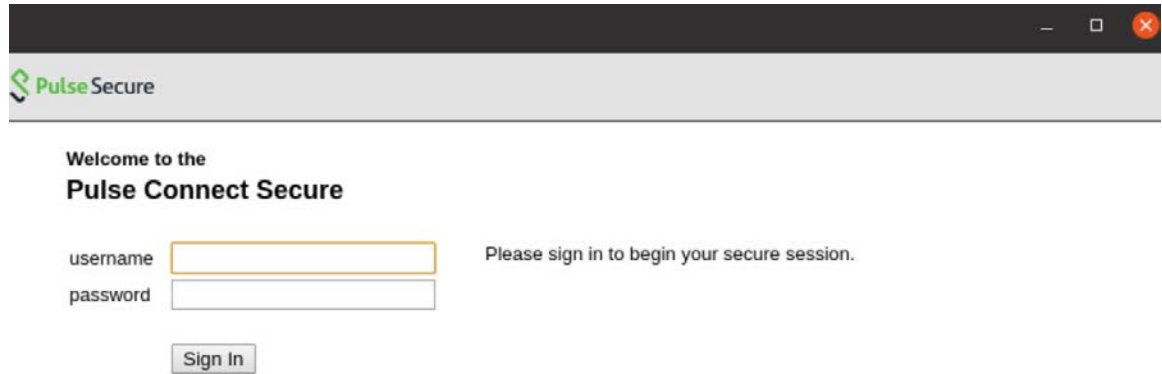 Pulse Secure
Welcome to the
Pulse Connect Secure
username
Please sign in to begin your secure session.
password
Sign In